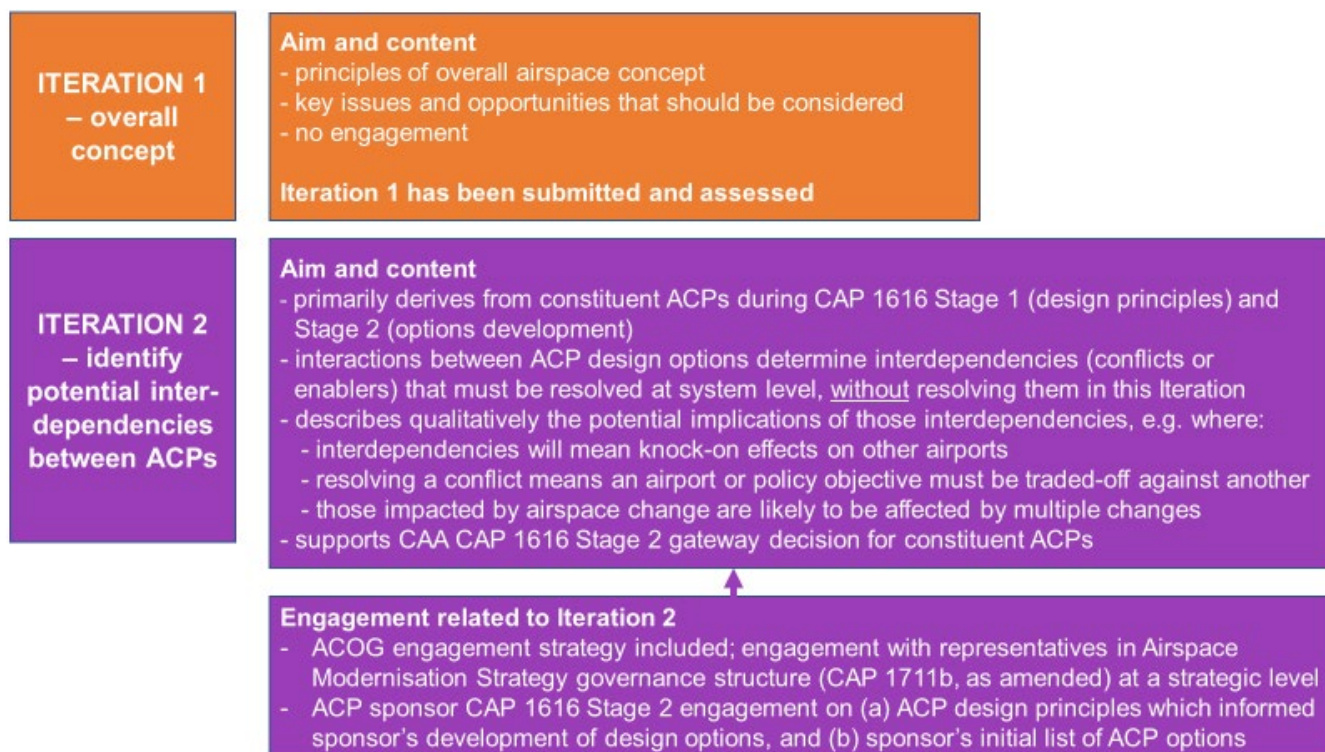 ITERATION 1
– overall
concept
Aim and content
- principles of overall airspace concept
- key issues and opportunities that should be considered
- no engagement
Iteration 1 has been submitted and assessed
ITERATION 2
– identify
potential inter-
dependencies
between ACPs
Aim and content
- primarily derives from constituent ACPs during CAP 1616 Stage 1 (design principles) and
Stage 2 (options development)
- interactions between ACP design options determine interdependencies (conflicts or
enablers) that must be resolved at system level, without resolving them in this Iteration
- describes qualitatively the potential implications of those interdependencies, e.g. where:
- interdependencies will mean knock-on effects on other airports
- resolving a conflict means an airport or policy objective must be traded-off against another
- those impacted by airspace change are likely to be affected by multiple changes
- supports CAA CAP 1616 Stage 2 gateway decision for constituent ACPs
Engagement related to Iteration 2
- ACOG engagement strategy included; engagement with representatives in Airspace
Modernisation Strategy governance structure (CAP 1711b, as amended) at a strategic level
- ACP sponsor CAP 1616 Stage 2 engagement on (a) ACP design principles which informed
sponsor's development of design options, and (b) sponsor's initial list of ACP options